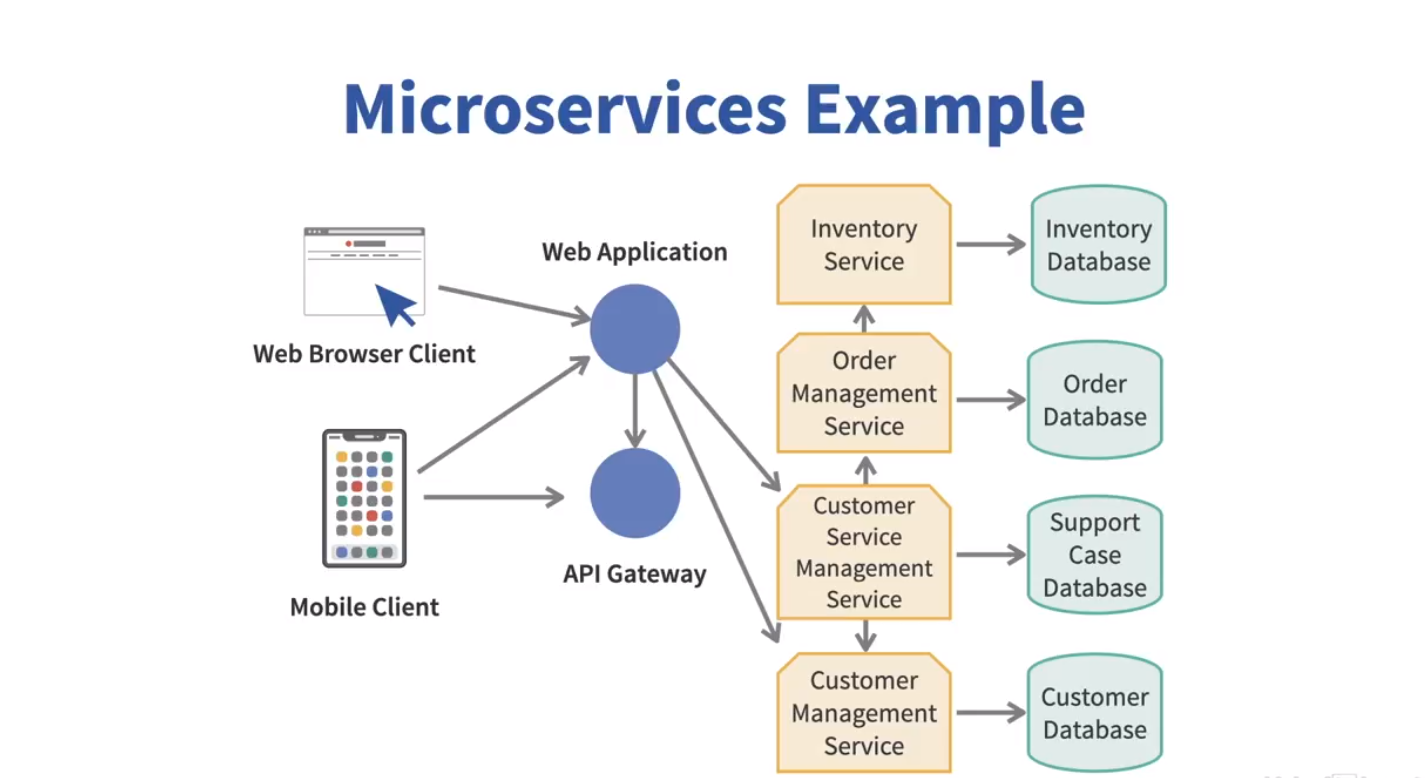 Microservices Example
Web Browser Client
Mobile Client
Web Application
API Gateway
Inventory
Service
Order
Management
Service
Customer
Service
Management
Service
Customer
Management
Service
Inventory
Database
Order
Database
Support
Case
Database
Customer
Database